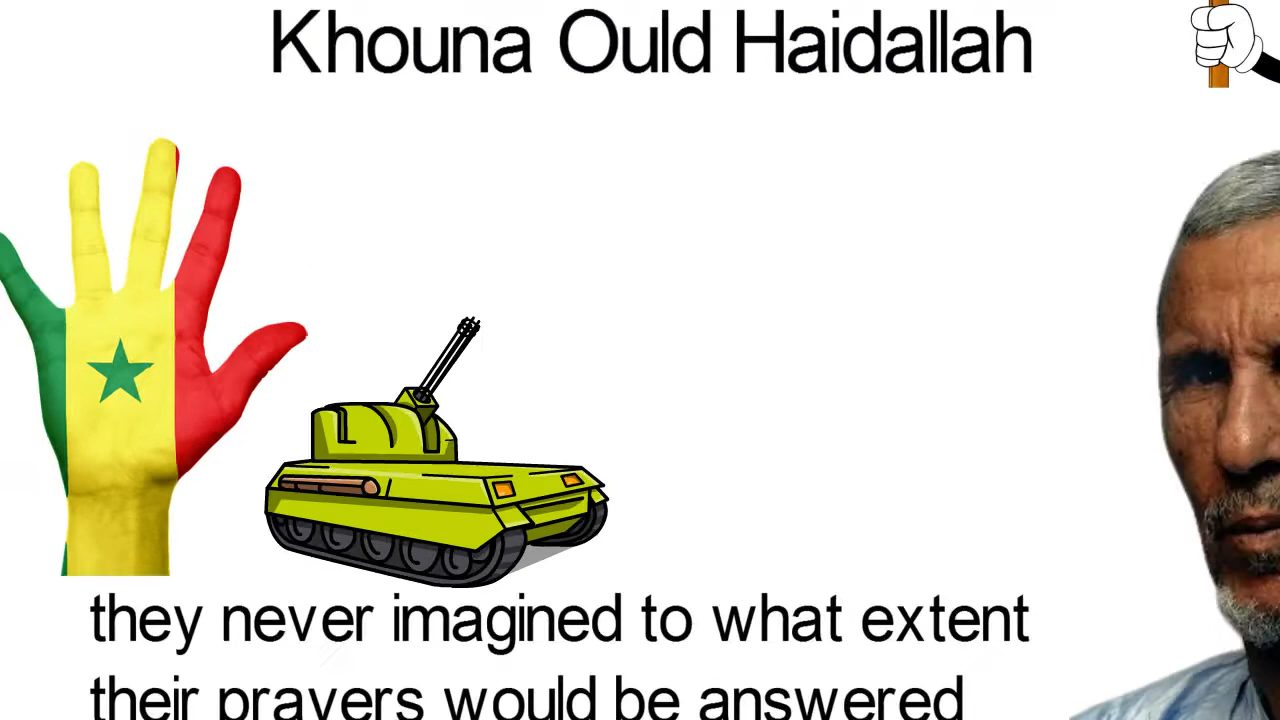 Khouna Ould Haidallah
they never imagined to what extent
their prayers would be answered